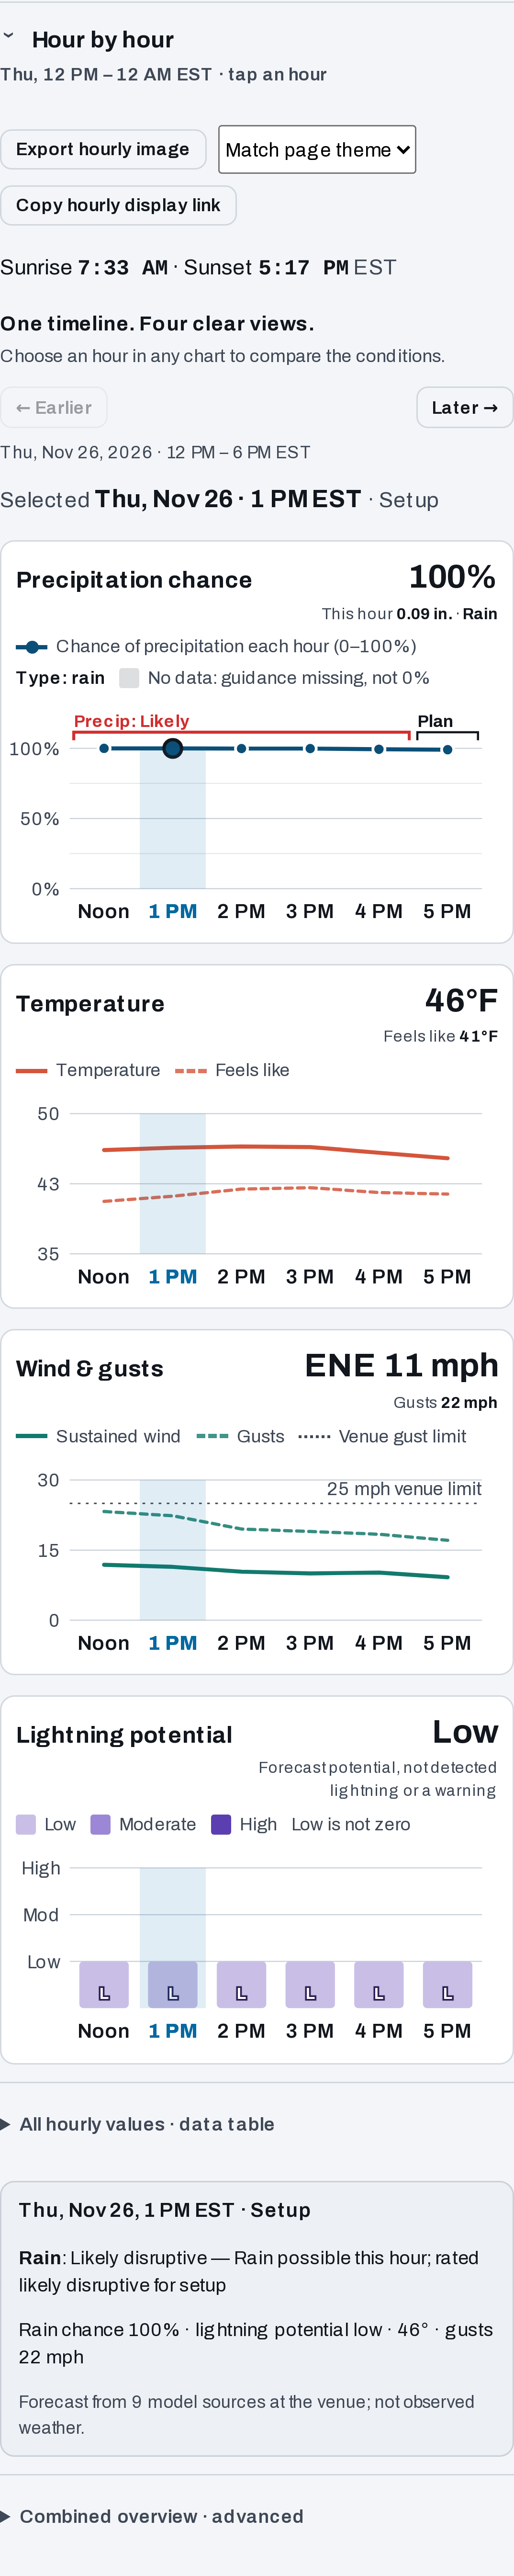 Hour by hour
Thu, 12 PM – 12 AM EST · tap an hour
Export hourly image
Match page theme
Copy hourly display link
Sunrise 7:33 AM · Sunset 5:17 PM EST
One timeline. Four clear views.
Choose an hour in any chart to compare the conditions.
← Earlier
Later →
Thu, Nov 26, 2026 · 12 PM – 6 PM EST
Selected Thu, Nov 26 · 1 PM EST · Setup
Precipitation chance
100%
This hour 0.09 in. · Rain
Chance of precipitation each hour (0–100%)
Type: rain No data: guidance missing, not 0%
Precip: Likely
Plan
100%
50%
0%
Noon 1 PM 2 PM 3 PM 4 PM 5 PM
Temperature
46°F
Feels like 41°F
Temperature Feels like
50
43
35
Noon 1 PM 2 PM 3 PM 4 PM 5 PM
Wind & gusts
ENE 11 mph
Gusts 22 mph
Sustained wind Gusts Venue gust limit
30
25 mph venue limit
15
0
Noon 1 PM 2 PM 3 PM 4 PM 5 PM
Lightning potential
Low
Forecast potential, not detected
lightning or a warning
Low Moderate High Low is not zero
High
Mod
Low
L L L L L L
Noon 1 PM 2 PM 3 PM 4 PM 5 PM
All hourly values · data table
Thu, Nov 26, 1 PM EST · Setup
Rain: Likely disruptive — Rain possible this hour; rated
likely disruptive for setup
Rain chance 100% · lightning potential low · 46° · gusts
22 mph
Forecast from 9 model sources at the venue; not observed
weather.
Combined overview · advanced